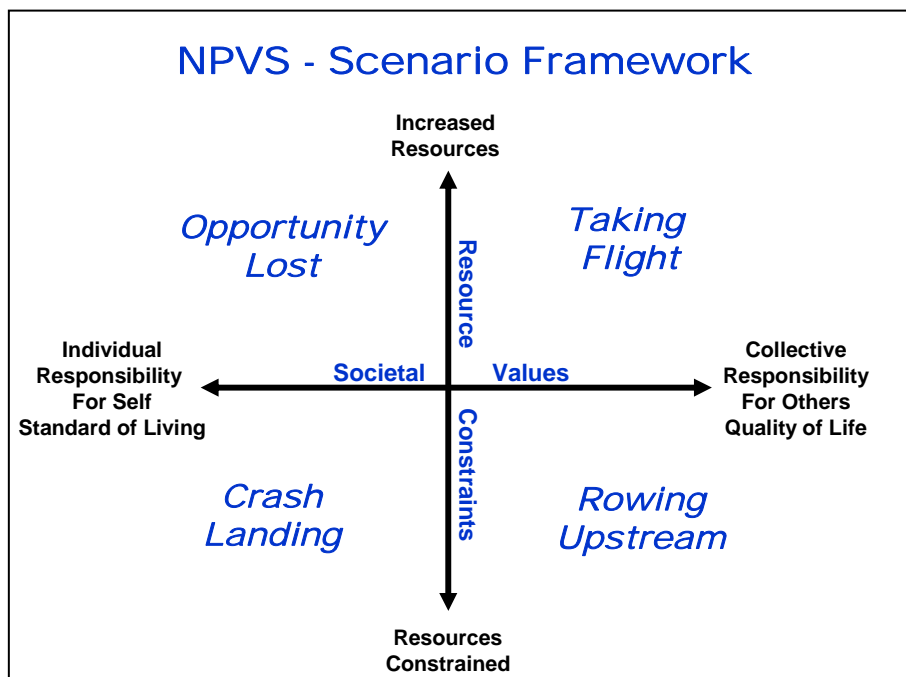 NPVS - Scenario Framework
Increased
Resources
Opportunity
Lost
Taking
Flight
Resource
Individual
Responsibility
For Self
Standard of Living
Societal Values
Collective
Responsibility
For Others
Quality of Life
Constraints
Crash
Landing
Rowing
Upstream
Resources
Constrained